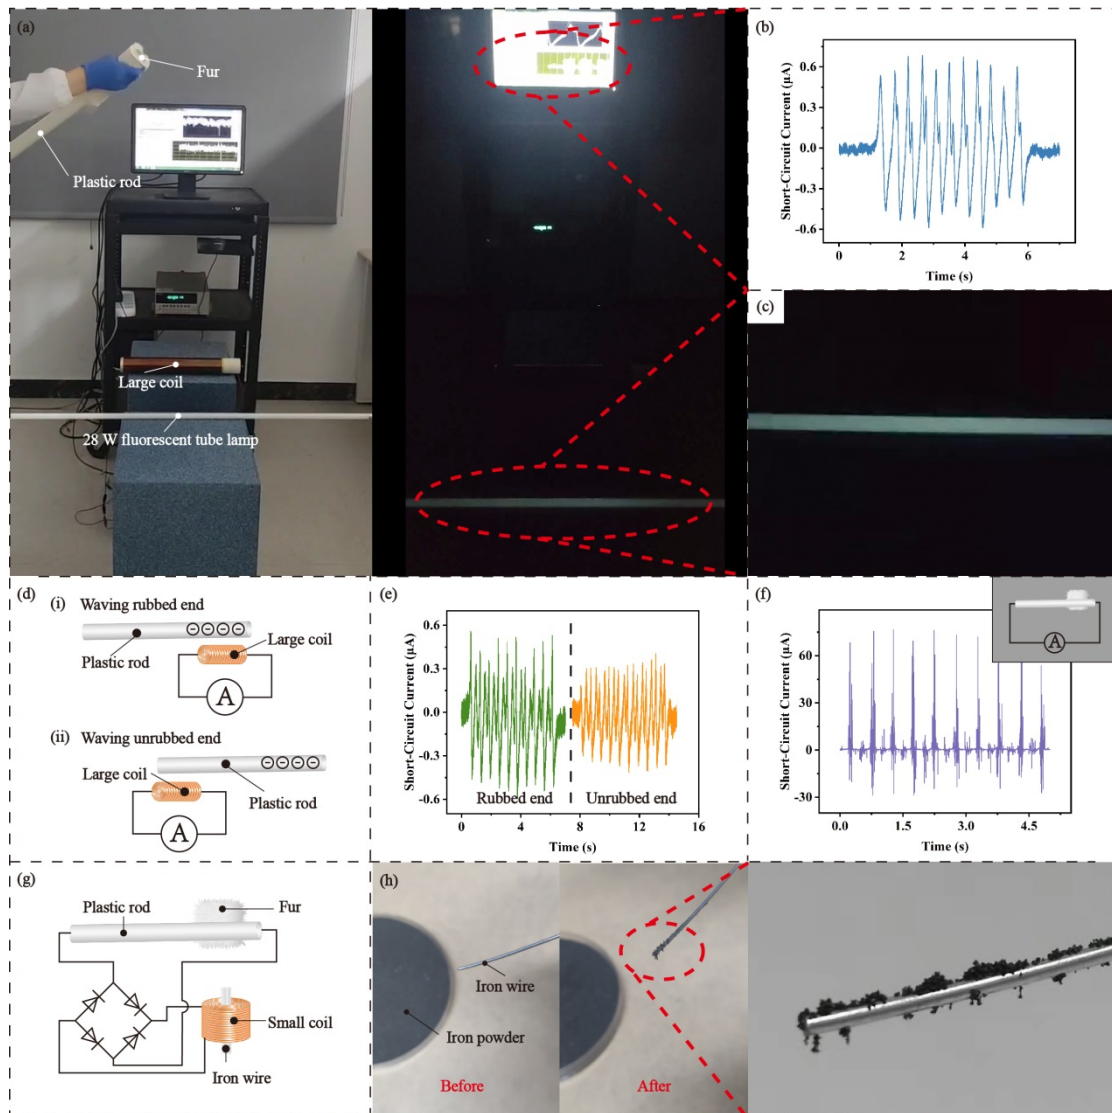 (a)
Fur
Plastic rod
Large coil
28 W fluorescent tube lamp
(b)
Short-Circuit Current (μA)
0.6
0.3
0.0
-0.3
-0.6
0 2 4 6
Time (s)
(c)
(d)
(i) Waving rubbed end
Plastic rod
Large coil
A
(ii) Waving unrubbed end
Large coil
Plastic rod
A
(e)
Short-Circuit Current (μA)
0.6
0.3
0.0
-0.3
-0.6
Rubbed end
Unrubbed end
0 4 8 12 16
Time (s)
(f)
A
Short-Circuit Current (μA)
90
60
30
0
-30
0.0 1.5 3.0 4.5
Time (s)
(g)
Plastic rod
Fur
Small coil
Iron wire
(h)
Iron wire
Iron powder
Before
After